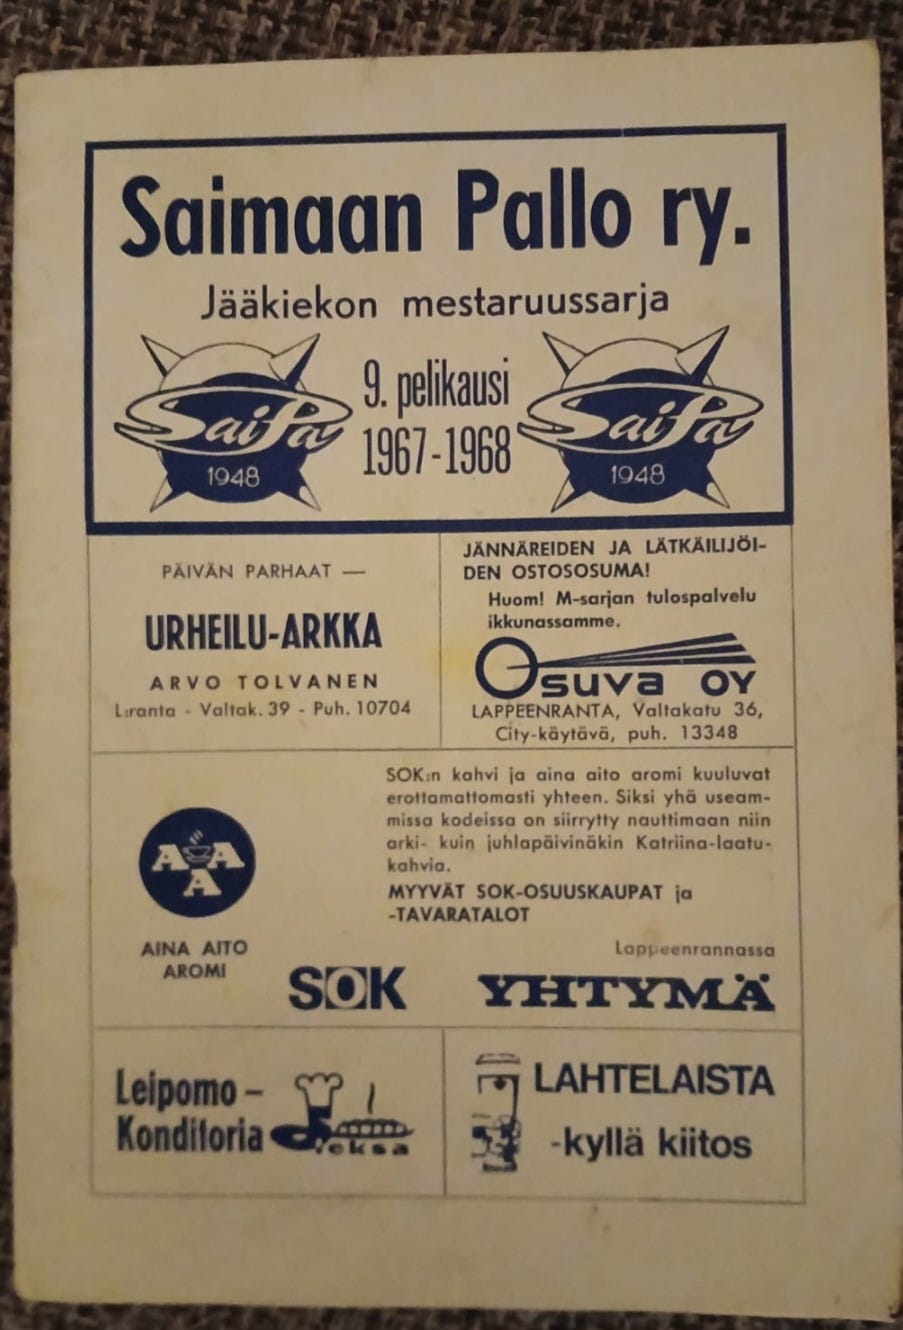 Saimaan Pallo ry.
Jääkiekon mestaruussarja
SaiPa
1948
9. pelikausi
1967-1968
SaiPa
1948
PÄIVÄN PARHAAT —
URHEILU-ARKKA
ARVO TOLVANEN
L:ranta - Valtak. 39 - Puh. 10704
JÄNNÄREIDEN JA LÄTKÄILIJÖI-
DEN OSTOSOSUMA!
Huom! M-sarjan tulospalvelu
ikkunassamme.
Osuva OY
LAPPEENRANTA, Valtakatu 36,
City-käytävä, puh. 13348
AAA
AINA AITO
AROMI
SOK:n kahvi ja aina aito aromi kuuluvat
erottamattomasti yhteen. Siksi yhä useam-
missa kodeissa on siirrytty nauttimaan niin
arki- kuin juhlapäivinäkin Katriina-laatu-
kahvia.
MYYVÄT SOK-OSUUSKAUPAT ja
-TAVARATALOT
Lappeenrannassa
SOK YHTYMÄ
Leipomo –
Konditoria
LAHTELAISTA
-kyllä kiitos